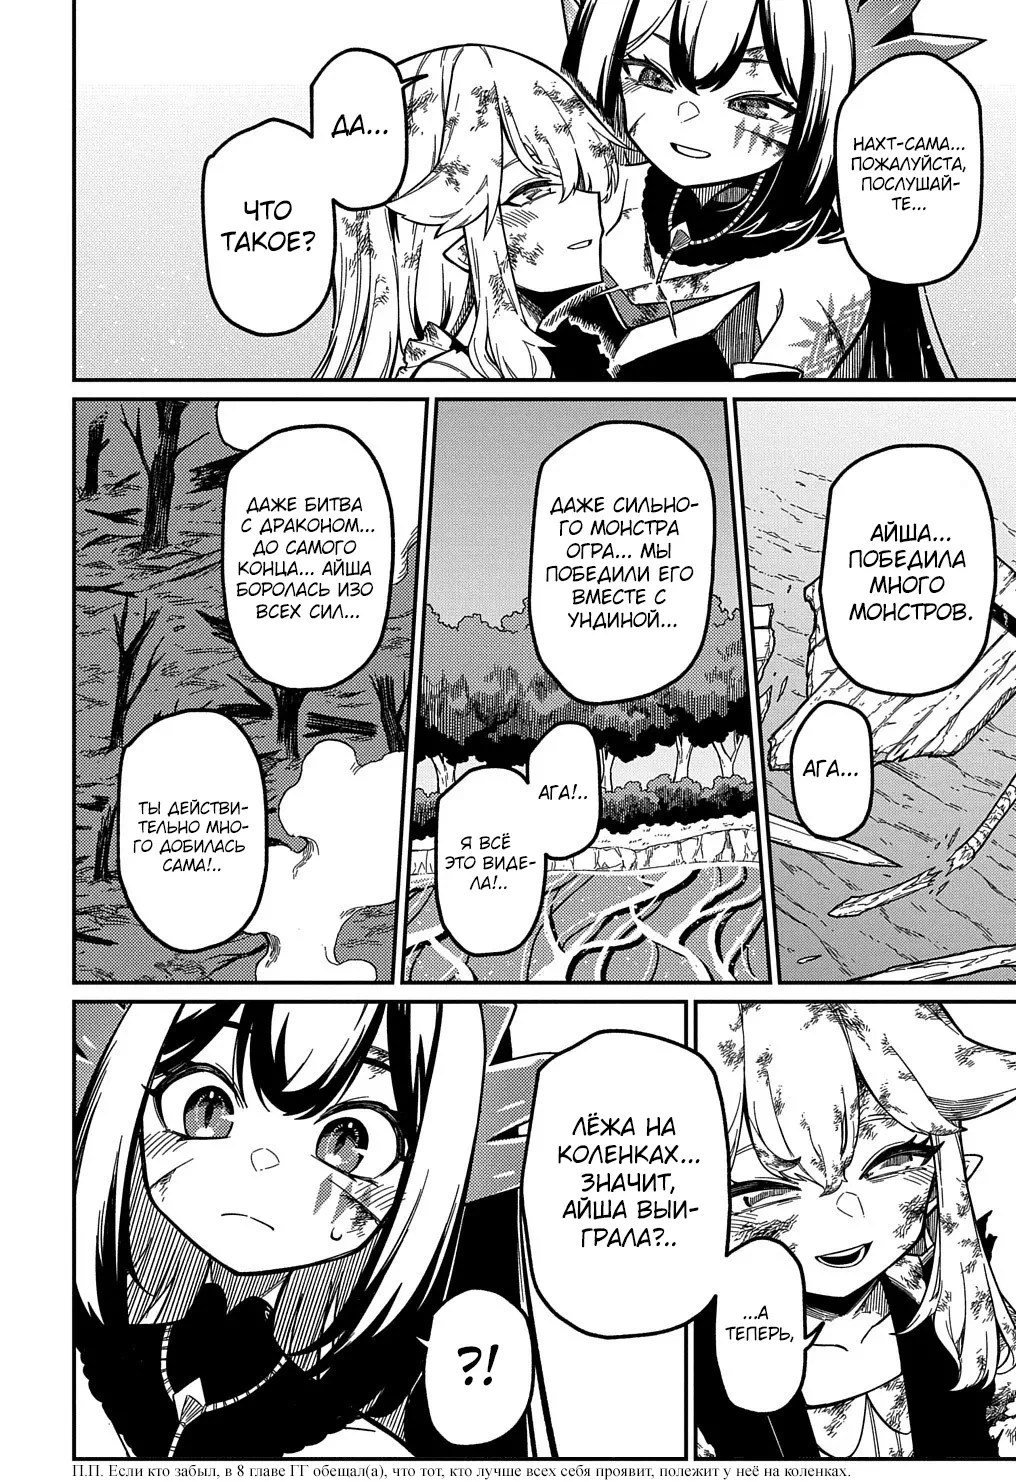 НАХТ-САМА...
ПОЖАЛУЙСТА,
ПОСЛУШАЙ-
ТЕ...
ДА...
ЧТО
ТАКОЕ?
АЙША...
ПОБЕДИЛА
МНОГО
МОНСТРОВ.
АГА...
ДАЖЕ СИЛЬНО-
ГО МОНСТРА
ОГРА... МЫ
ПОБЕДИЛИ ЕГО
ВМЕСТЕ С
УНДИНОЙ...
АГА!..
Я ВСЁ
ЭТО ВИДЕ-
ЛА!..
ДАЖЕ БИТВА
С ДРАКОНОМ...
ДО САМОГО
КОНЦА... АЙША
БОРОЛАСЬ ИЗО
ВСЕХ СИЛ...
ТЫ ДЕЙСТВИ-
ТЕЛЬНО МНО-
ГО ДОБИЛАСЬ
САМА!..
...А
ТЕПЕРЬ,
ЛЁЖА НА
КОЛЕНКАХ...
ЗНАЧИТ,
АЙША ВЫИ-
ГРАЛА?..
?!
П.П. Если кто забыл, в 8 главе ГГ обещал(а), что тот, кто лучше всех себя проявит, полежит у неё на коленках.